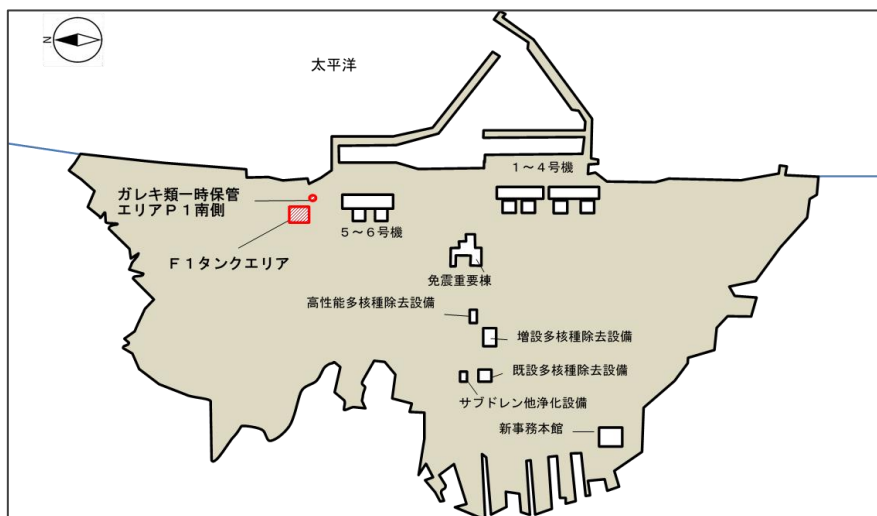 N
太平洋
1～4号機
ガレキ類一時保管
エリアP1南側
5～6号機
F1タンクエリア
免震重要棟
高性能多核種除去設備
増設多核種除去設備
既設多核種除去設備
サブドレン他浄化設備
新事務本館